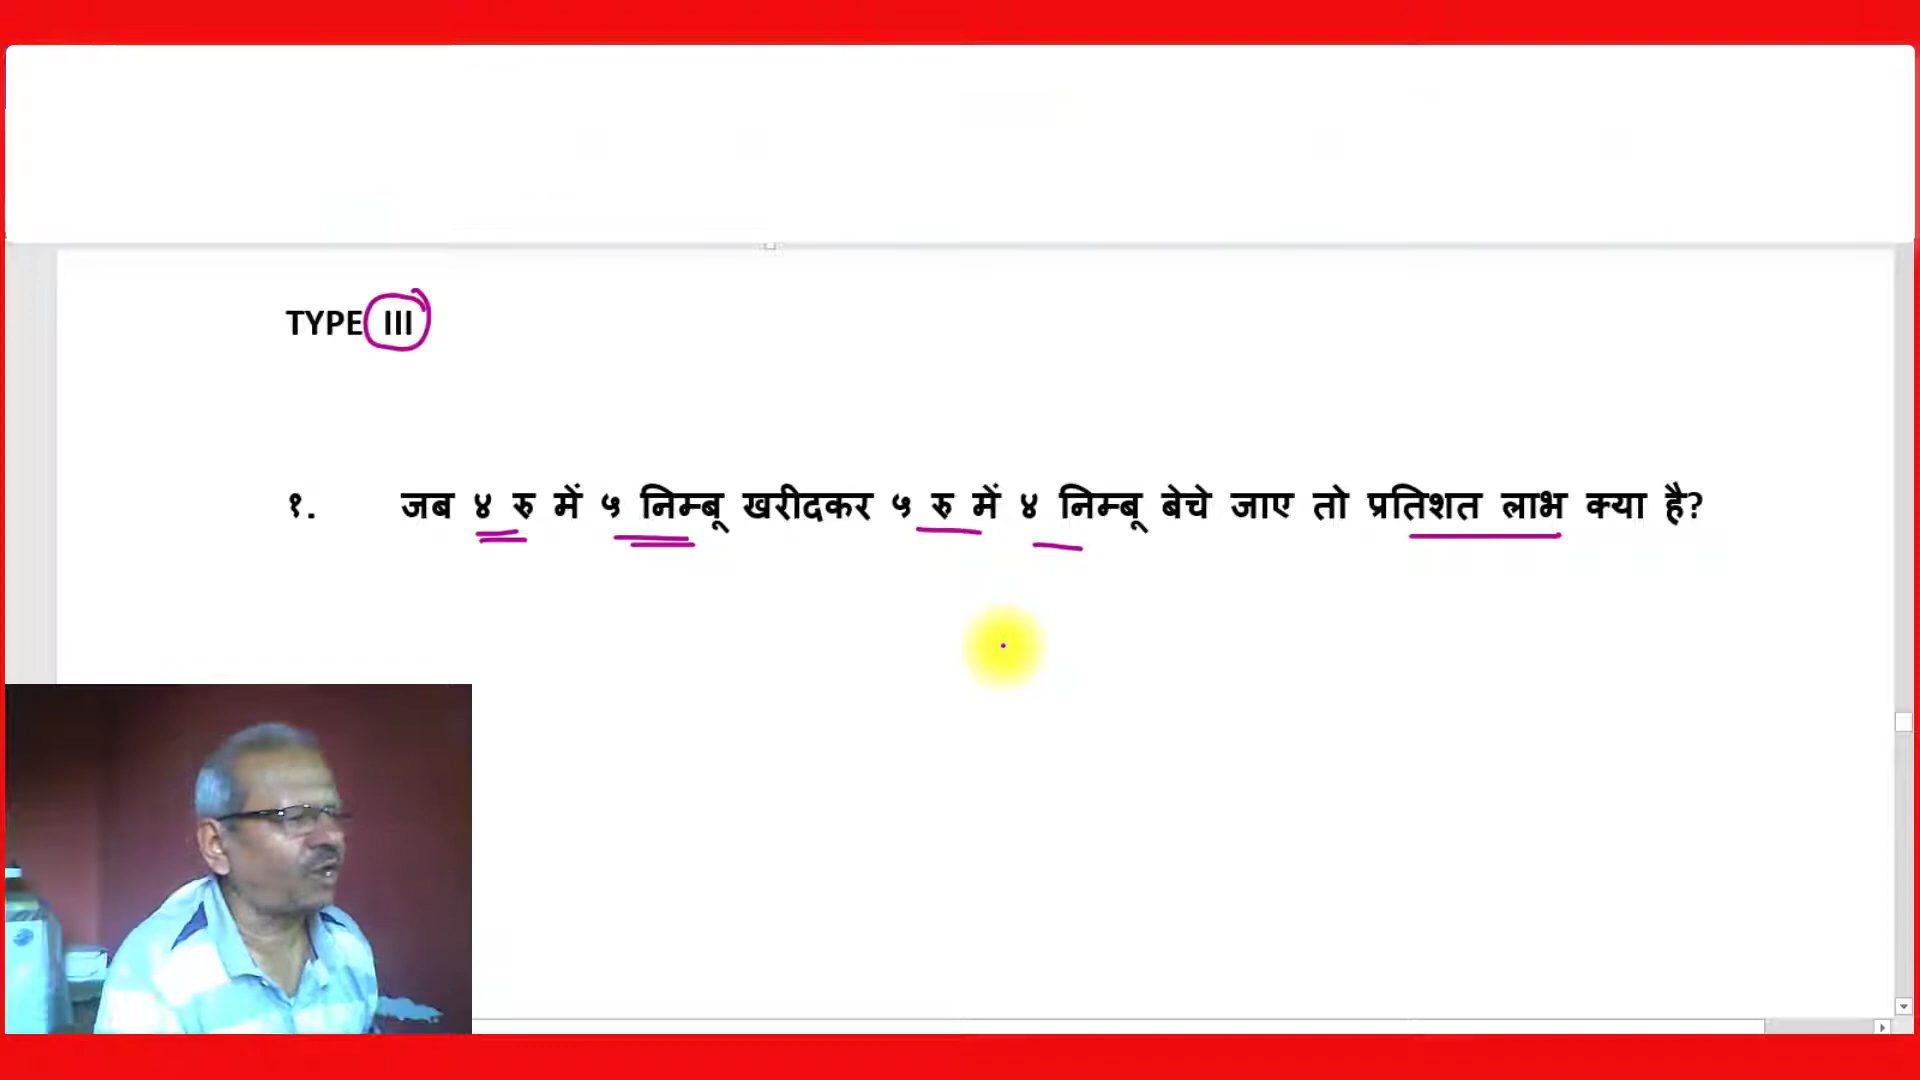 TYPE III
१. जब ४ रु में ५ निम्बू खरीदकर ५ रु में ४ निम्बू बेचे जाए तो प्रतिशत लाभ क्या है?